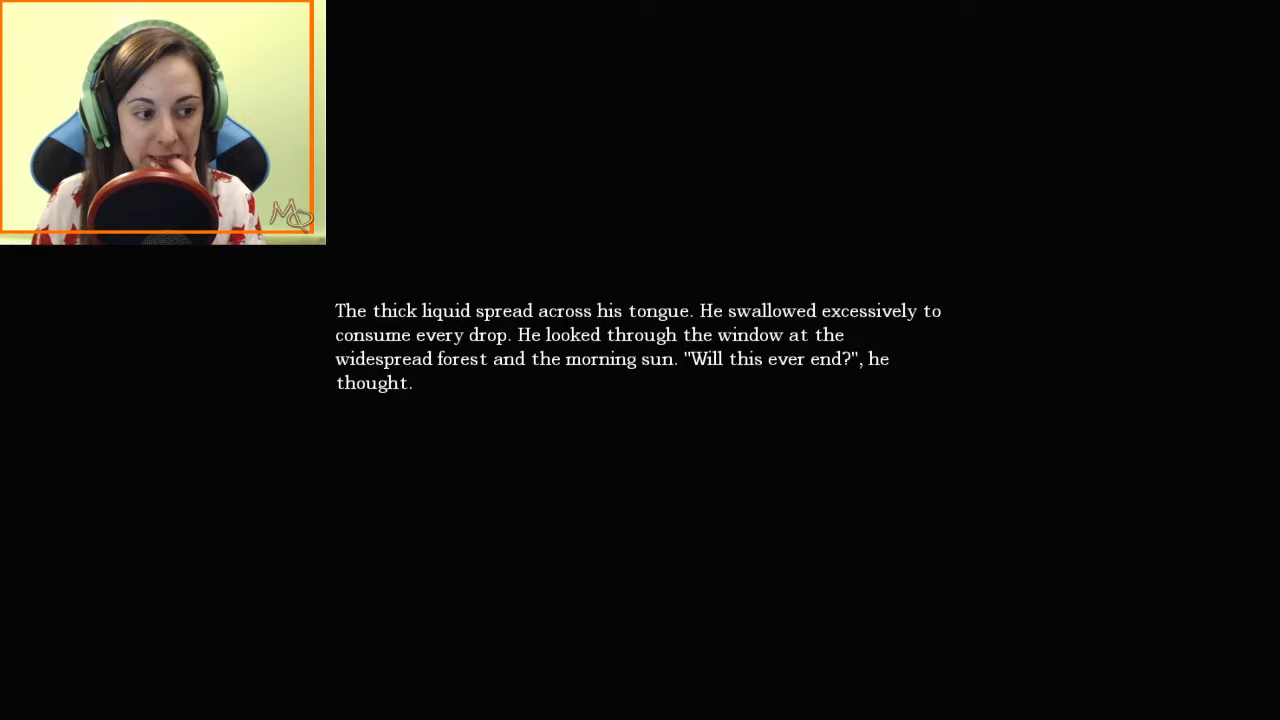 MQ
The thick liquid spread across his tongue. He swallowed excessively to
consume every drop. He looked through the window at the
widespread forest and the morning sun. "Will this ever end?", he
thought.